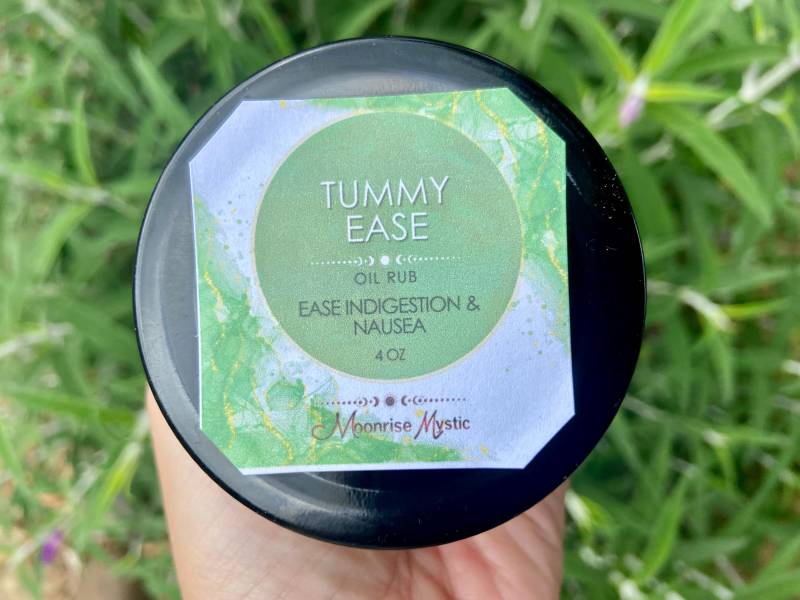 TUMMY
EASE
OIL RUB
EASE INDIGESTION &
NAUSEA
4 OZ
Moonrise Mystic